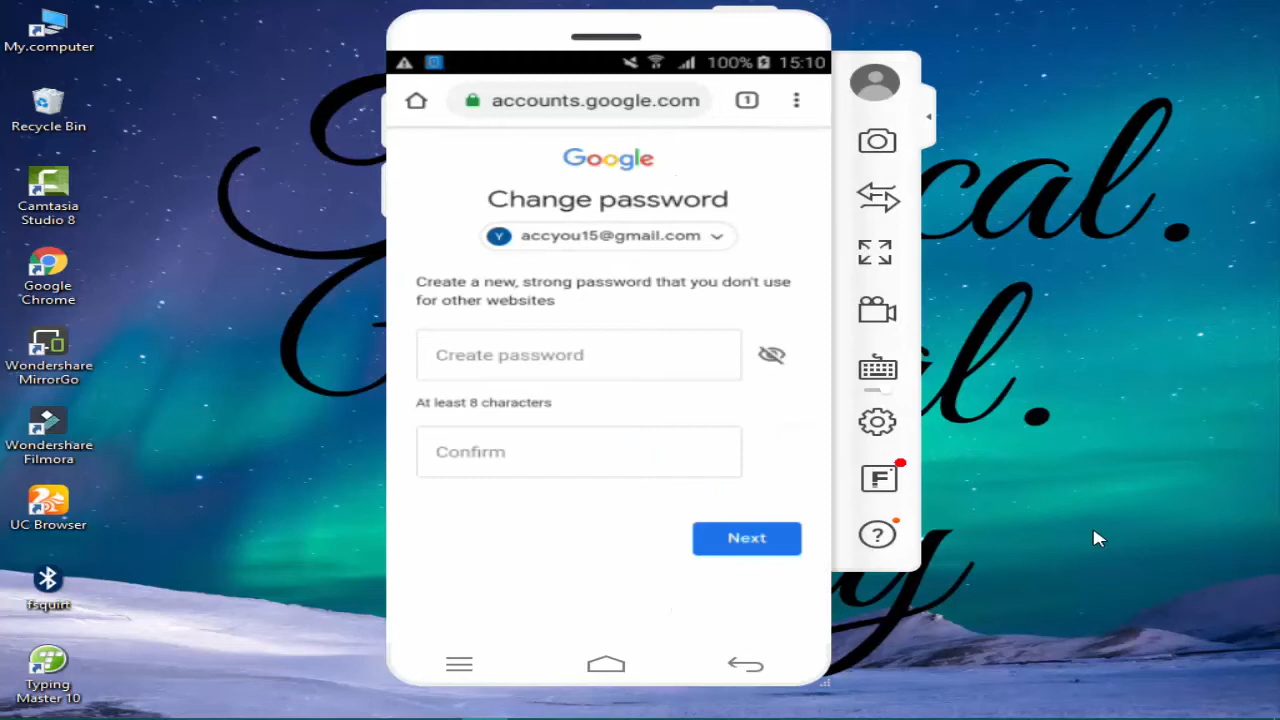 My.computer
Recycle Bin
Camtasia
Studio 8
Google
Chrome
Wondershare
MirrorGo
Wondershare
Filmora
UC Browser
fsquirt
Typing
Master 10
100% 15:10
accounts.google.com
1
Google
Change password
Y accyou15@gmail.com
Create a new, strong password that you don't use
for other websites
Create password
At least 8 characters
Confirm
Next
F
?
cal.